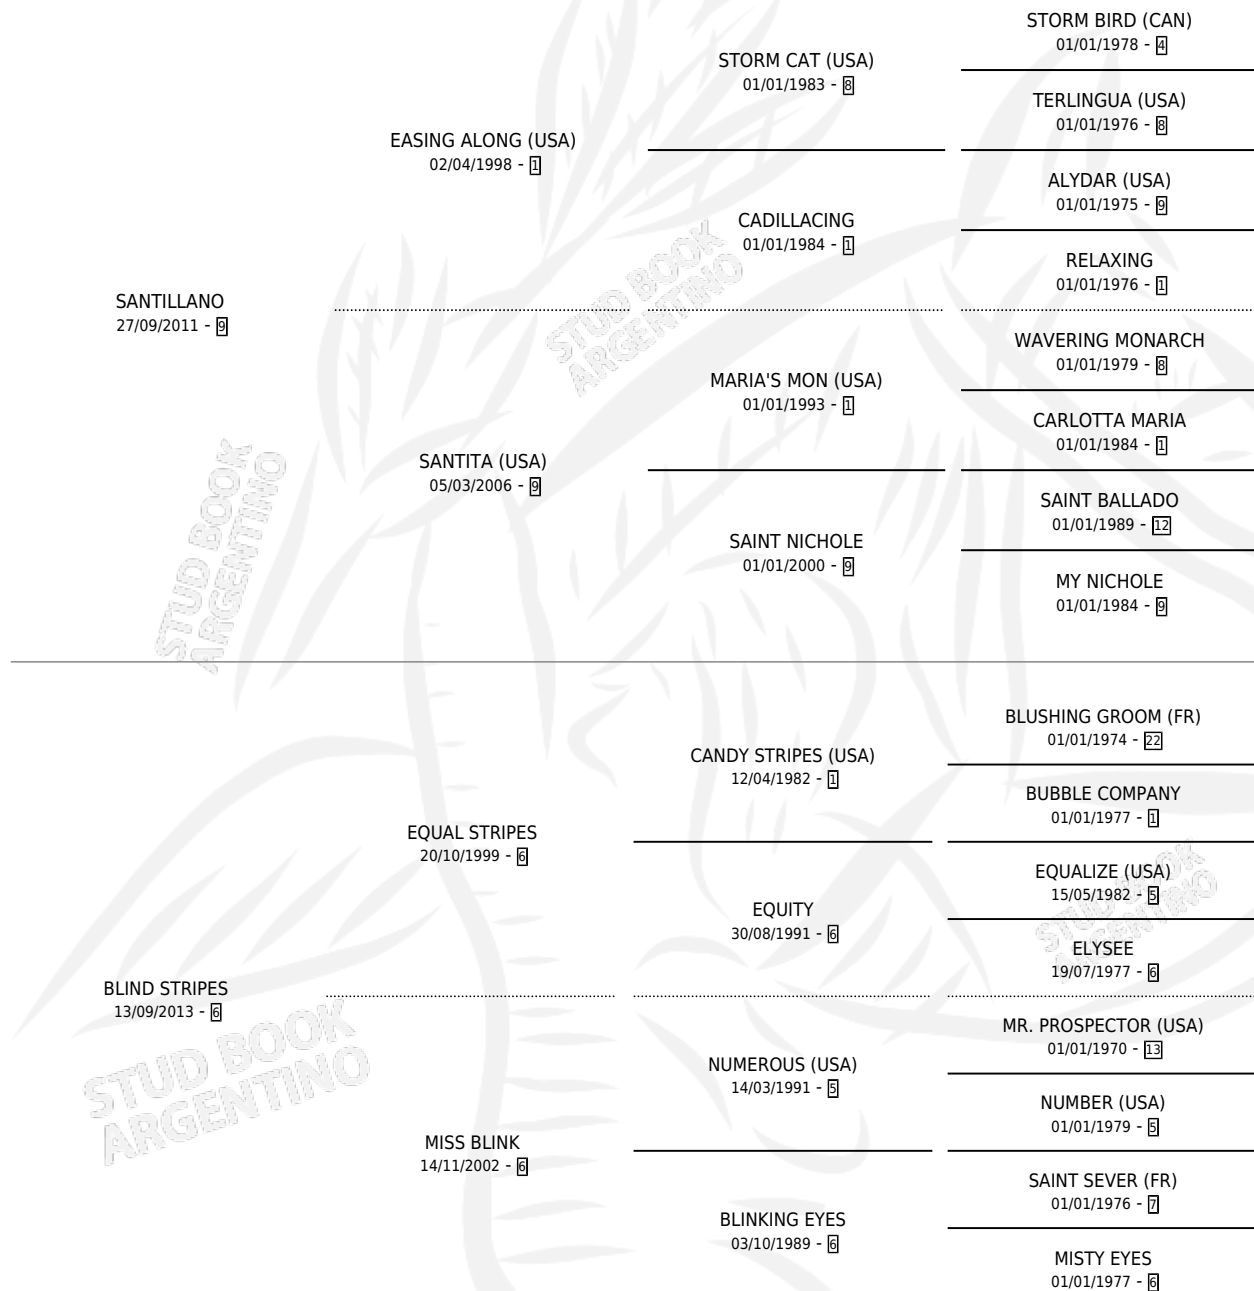 STORM BIRD (CAN)
01/01/1978 - 4
STORM CAT (USA)
01/01/1983 - 8
TERLINGUA (USA)
01/01/1976 - 8
EASING ALONG (USA)
02/04/1998 - 1
ALYDAR (USA)
01/01/1975 - 9
CADILLACING
01/01/1984 - 1
RELAXING
01/01/1976 - 1
SANTILLANO
27/09/2011 - 9
STUD BOOK
ARGENTINO
WAVERING MONARCH
01/01/1979 - 8
MARIA'S MON (USA)
01/01/1993 - 1
CARLOTTA MARIA
01/01/1984 - 1
SANTITA (USA)
05/03/2006 - 9
SAINT BALLADO
01/01/1989 - 12
SAINT NICHOLE
01/01/2000 - 9
MY NICHOLE
01/01/1984 - 9
STUD BOOK
ARGENTINO
BLUSHING GROOM (FR)
01/01/1974 - 22
CANDY STRIPES (USA)
12/04/1982 - 1
BUBBLE COMPANY
01/01/1977 - 1
EQUAL STRIPES
20/10/1999 - 6
EQUALIZE (USA)
15/05/1982 - 5
EQUITY
30/08/1991 - 6
ELYSEE
19/07/1977 - 6
STUD BOOK
ARGENTINO
BLIND STRIPES
13/09/2013 - 6
MR. PROSPECTOR (USA)
01/01/1970 - 13
NUMEROUS (USA)
14/03/1991 - 5
NUMBER (USA)
01/01/1979 - 5
STUD BOOK
ARGENTINO
MISS BLINK
14/11/2002 - 6
SAINT SEVER (FR)
01/01/1976 - 7
BLINKING EYES
03/10/1989 - 6
MISTY EYES
01/01/1977 - 6